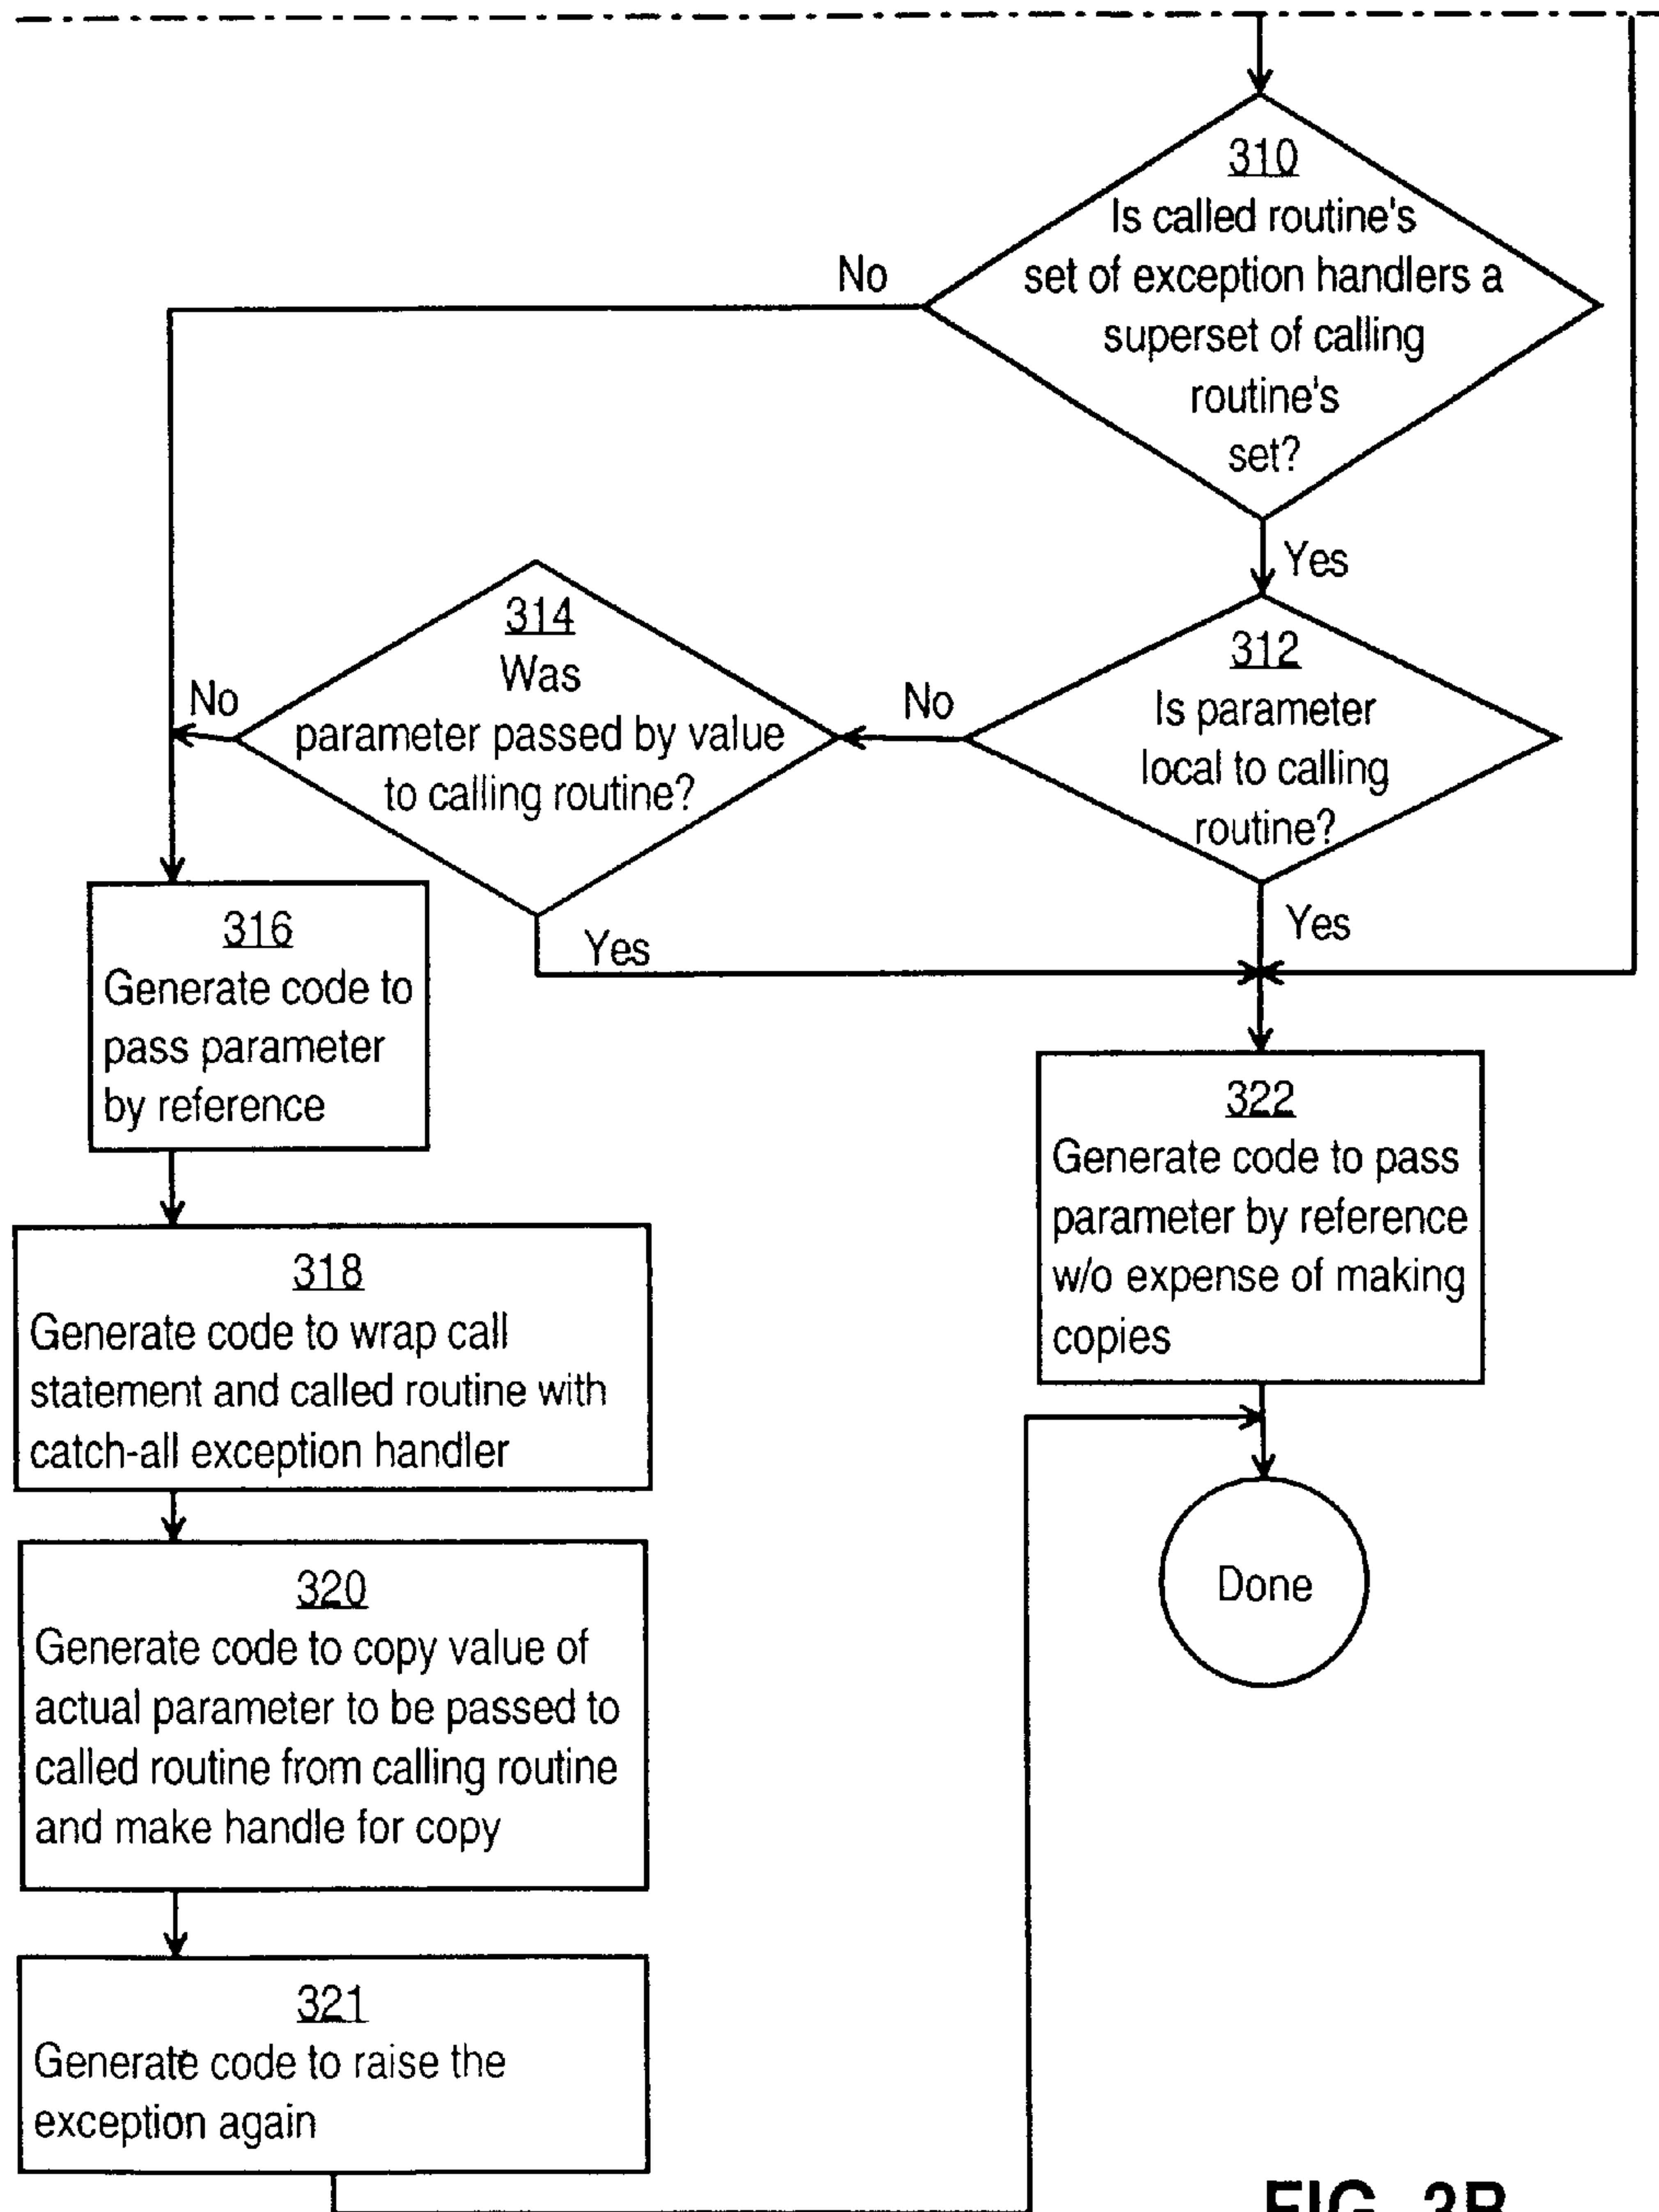 310
Is called routine's
set of exception handlers a
superset of calling
routine's
set?
No
Yes
314
Was
parameter passed by value
to calling routine?
No
No
312
Is parameter
local to calling
routine?
Yes
Yes
316
Generate code to
pass parameter
by reference
322
Generate code to pass
parameter by reference
w/o expense of making
copies
318
Generate code to wrap call
statement and called routine with
catch-all exception handler
320
Generate code to copy value of
actual parameter to be passed to
called routine from calling routine
and make handle for copy
Done
321
Generate code to raise the
exception again
FIG. 3B